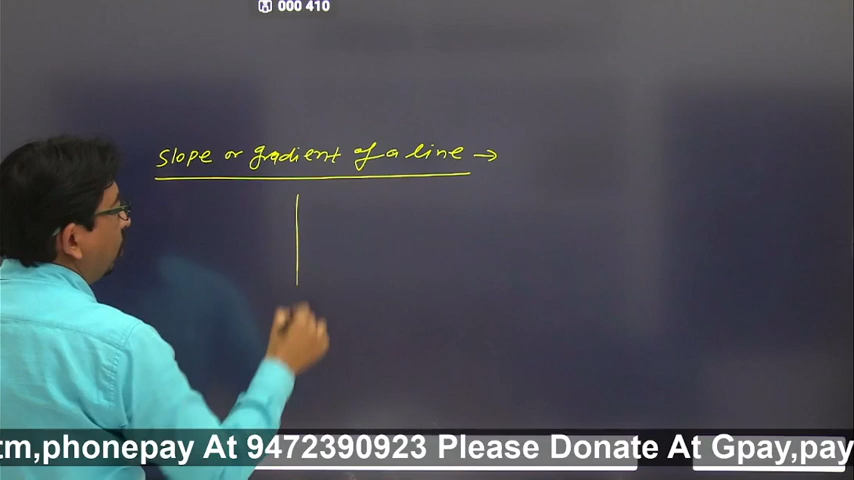 000 410
Slope or gradient of a line →
tm,phonepay At 9472390923 Please Donate At Gpay,pay